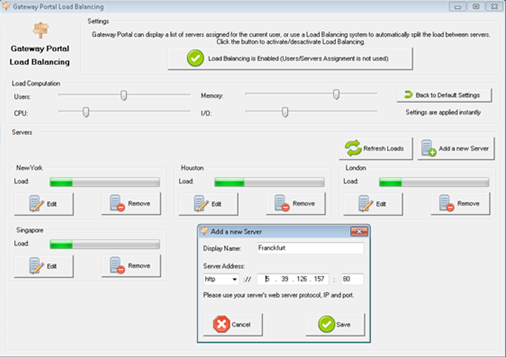 Gateway Portal Load Balancing
Gateway Portal
Load Balancing
Settings
Gateway Portal can display a list of servers assigned for the current user, or use a Load Balancing system to automatically split the load between servers.
Click the button to activate/desactivate Load Balancing.
Load Balancing is Enabled (Users/Servers Assignment is not used)
Load Computation
Users:
Memory:
Back to Default Settings
CPU:
I/O:
Settings are applied instantly
Servers
Refresh Loads
Add a new Server
New-York
Houston
London
Load:
Load:
Load:
Edit
Remove
Edit
Remove
Edit
Remove
Singapore
Load:
Edit
Remove
Add a new Server
Display Name:
Franckfurt
Server Address:
http
://
5 . 39 . 126 . 157
:
80
Please use your server's web server protocol, IP and port.
Cancel
Save